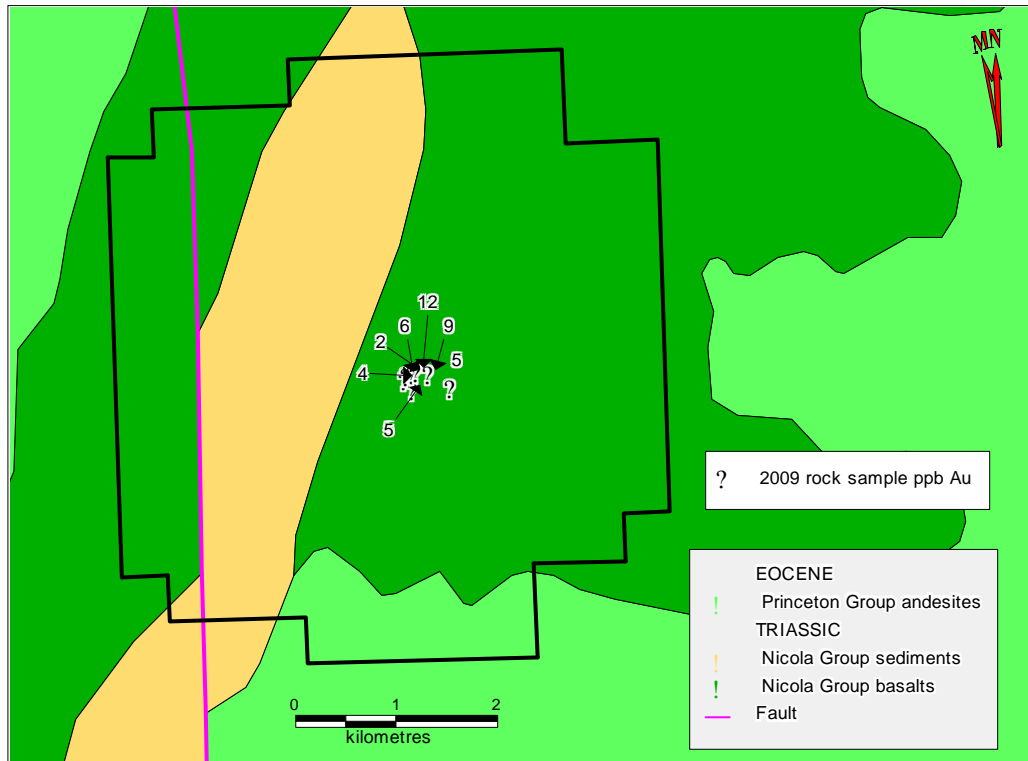 MN
12
6
9
2
5
4
?
?
?
?
?
5
? 2009 rock sample ppb Au
EOCENE
! Princeton Group andesites
TRIASSIC
! Nicola Group sediments
! Nicola Group basalts
Fault
0 1 2
kilometres